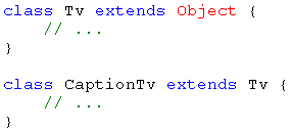 class Tv extends Object {
    // ...
}
class CaptionTv extends Tv {
    // ...
}